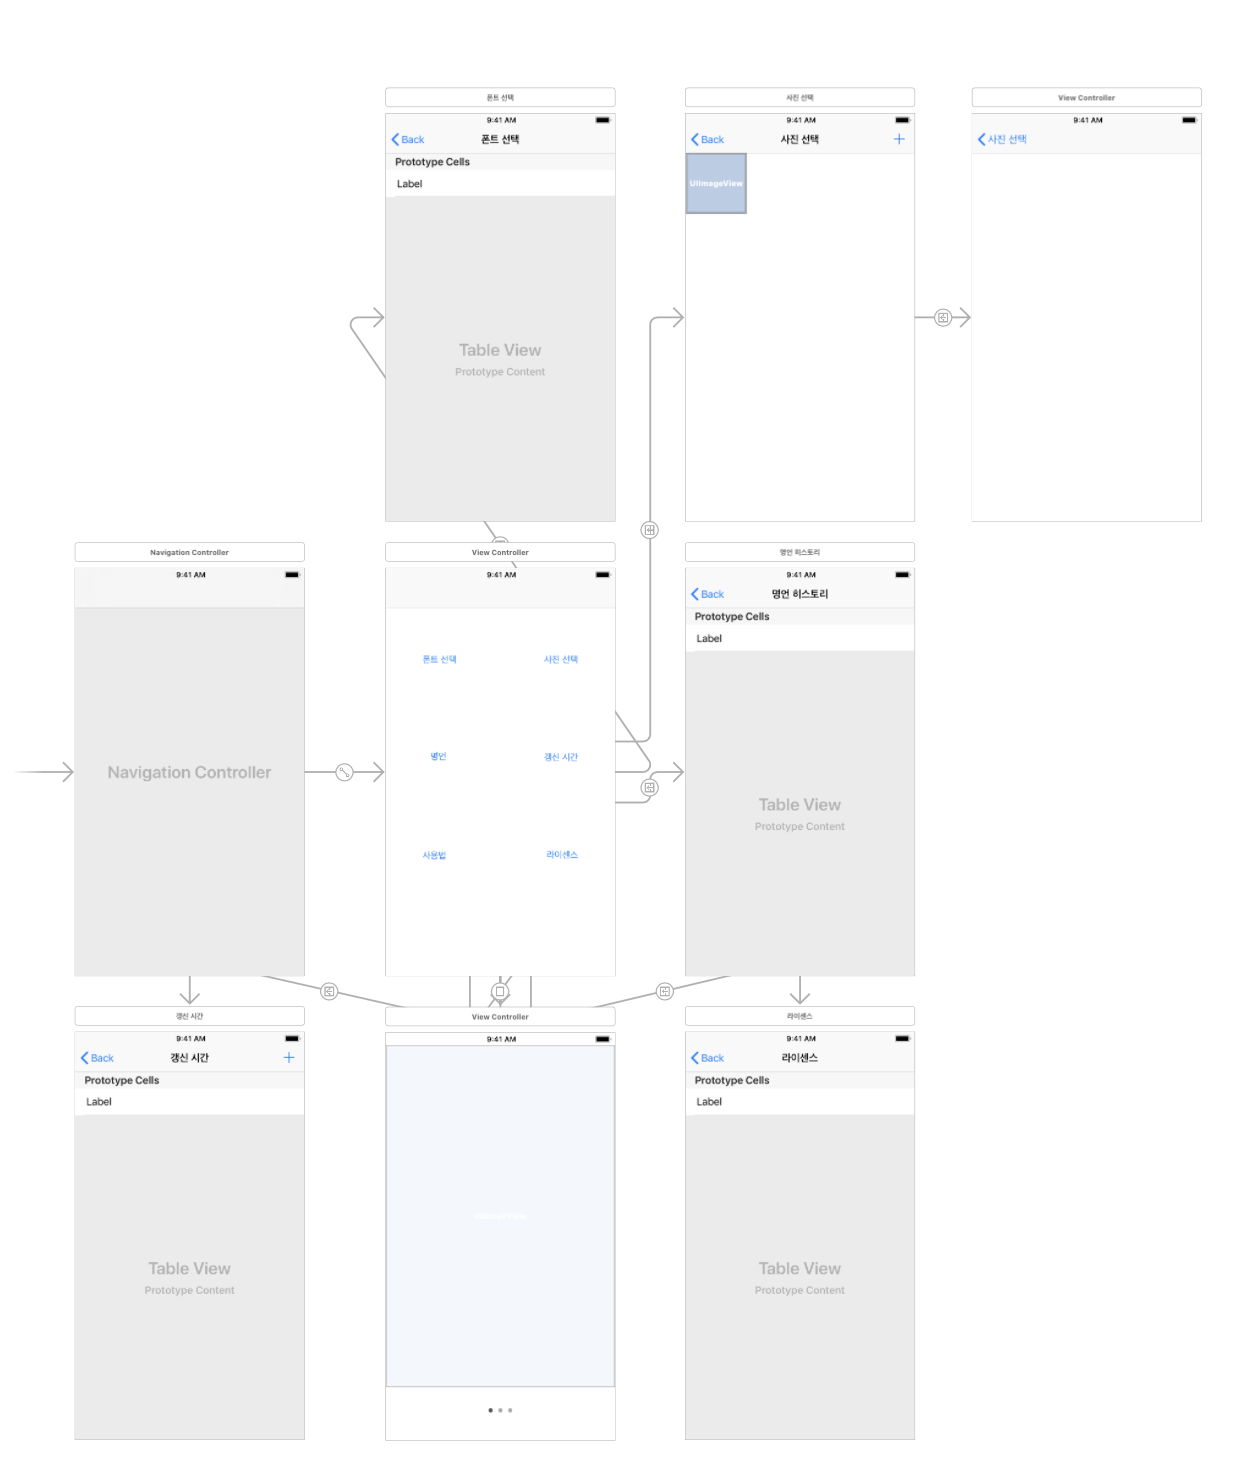 폰트 선택
9:41 AM
Back
폰트 선택
Prototype Cells
Label
Table View
Prototype Content
사진 선택
9:41 AM
Back
사진 선택
+
UIImageView
View Controller
9:41 AM
사진 선택
Navigation Controller
9:41 AM
Navigation Controller
View Controller
9:41 AM
폰트 선택
사진 선택
명언
갱신 시간
사용법
라이센스
명언 히스토리
9:41 AM
Back
명언 히스토리
Prototype Cells
Label
Table View
Prototype Content
갱신 시간
9:41 AM
Back
갱신 시간
+
Prototype Cells
Label
Table View
Prototype Content
View Controller
9:41 AM
라이센스
9:41 AM
Back
라이센스
Prototype Cells
Label
Table View
Prototype Content